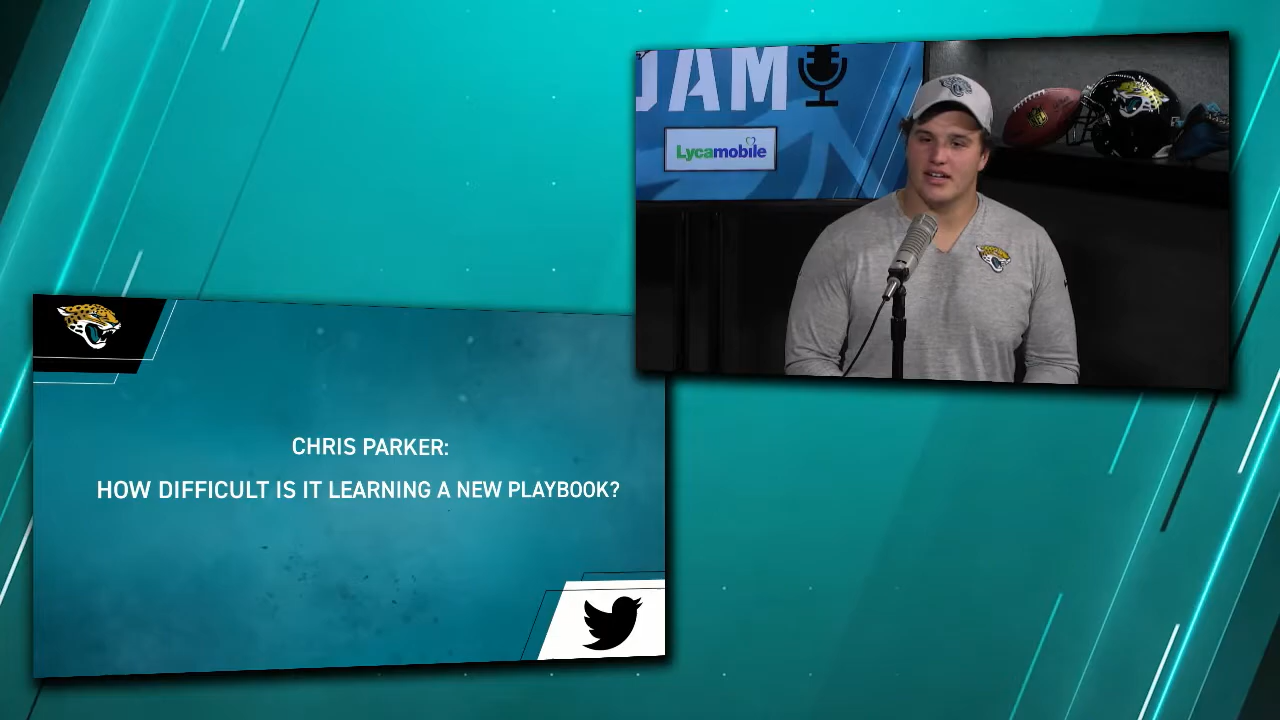 JAM
Lycamobile
CHRIS PARKER:
HOW DIFFICULT IS IT LEARNING A NEW PLAYBOOK?